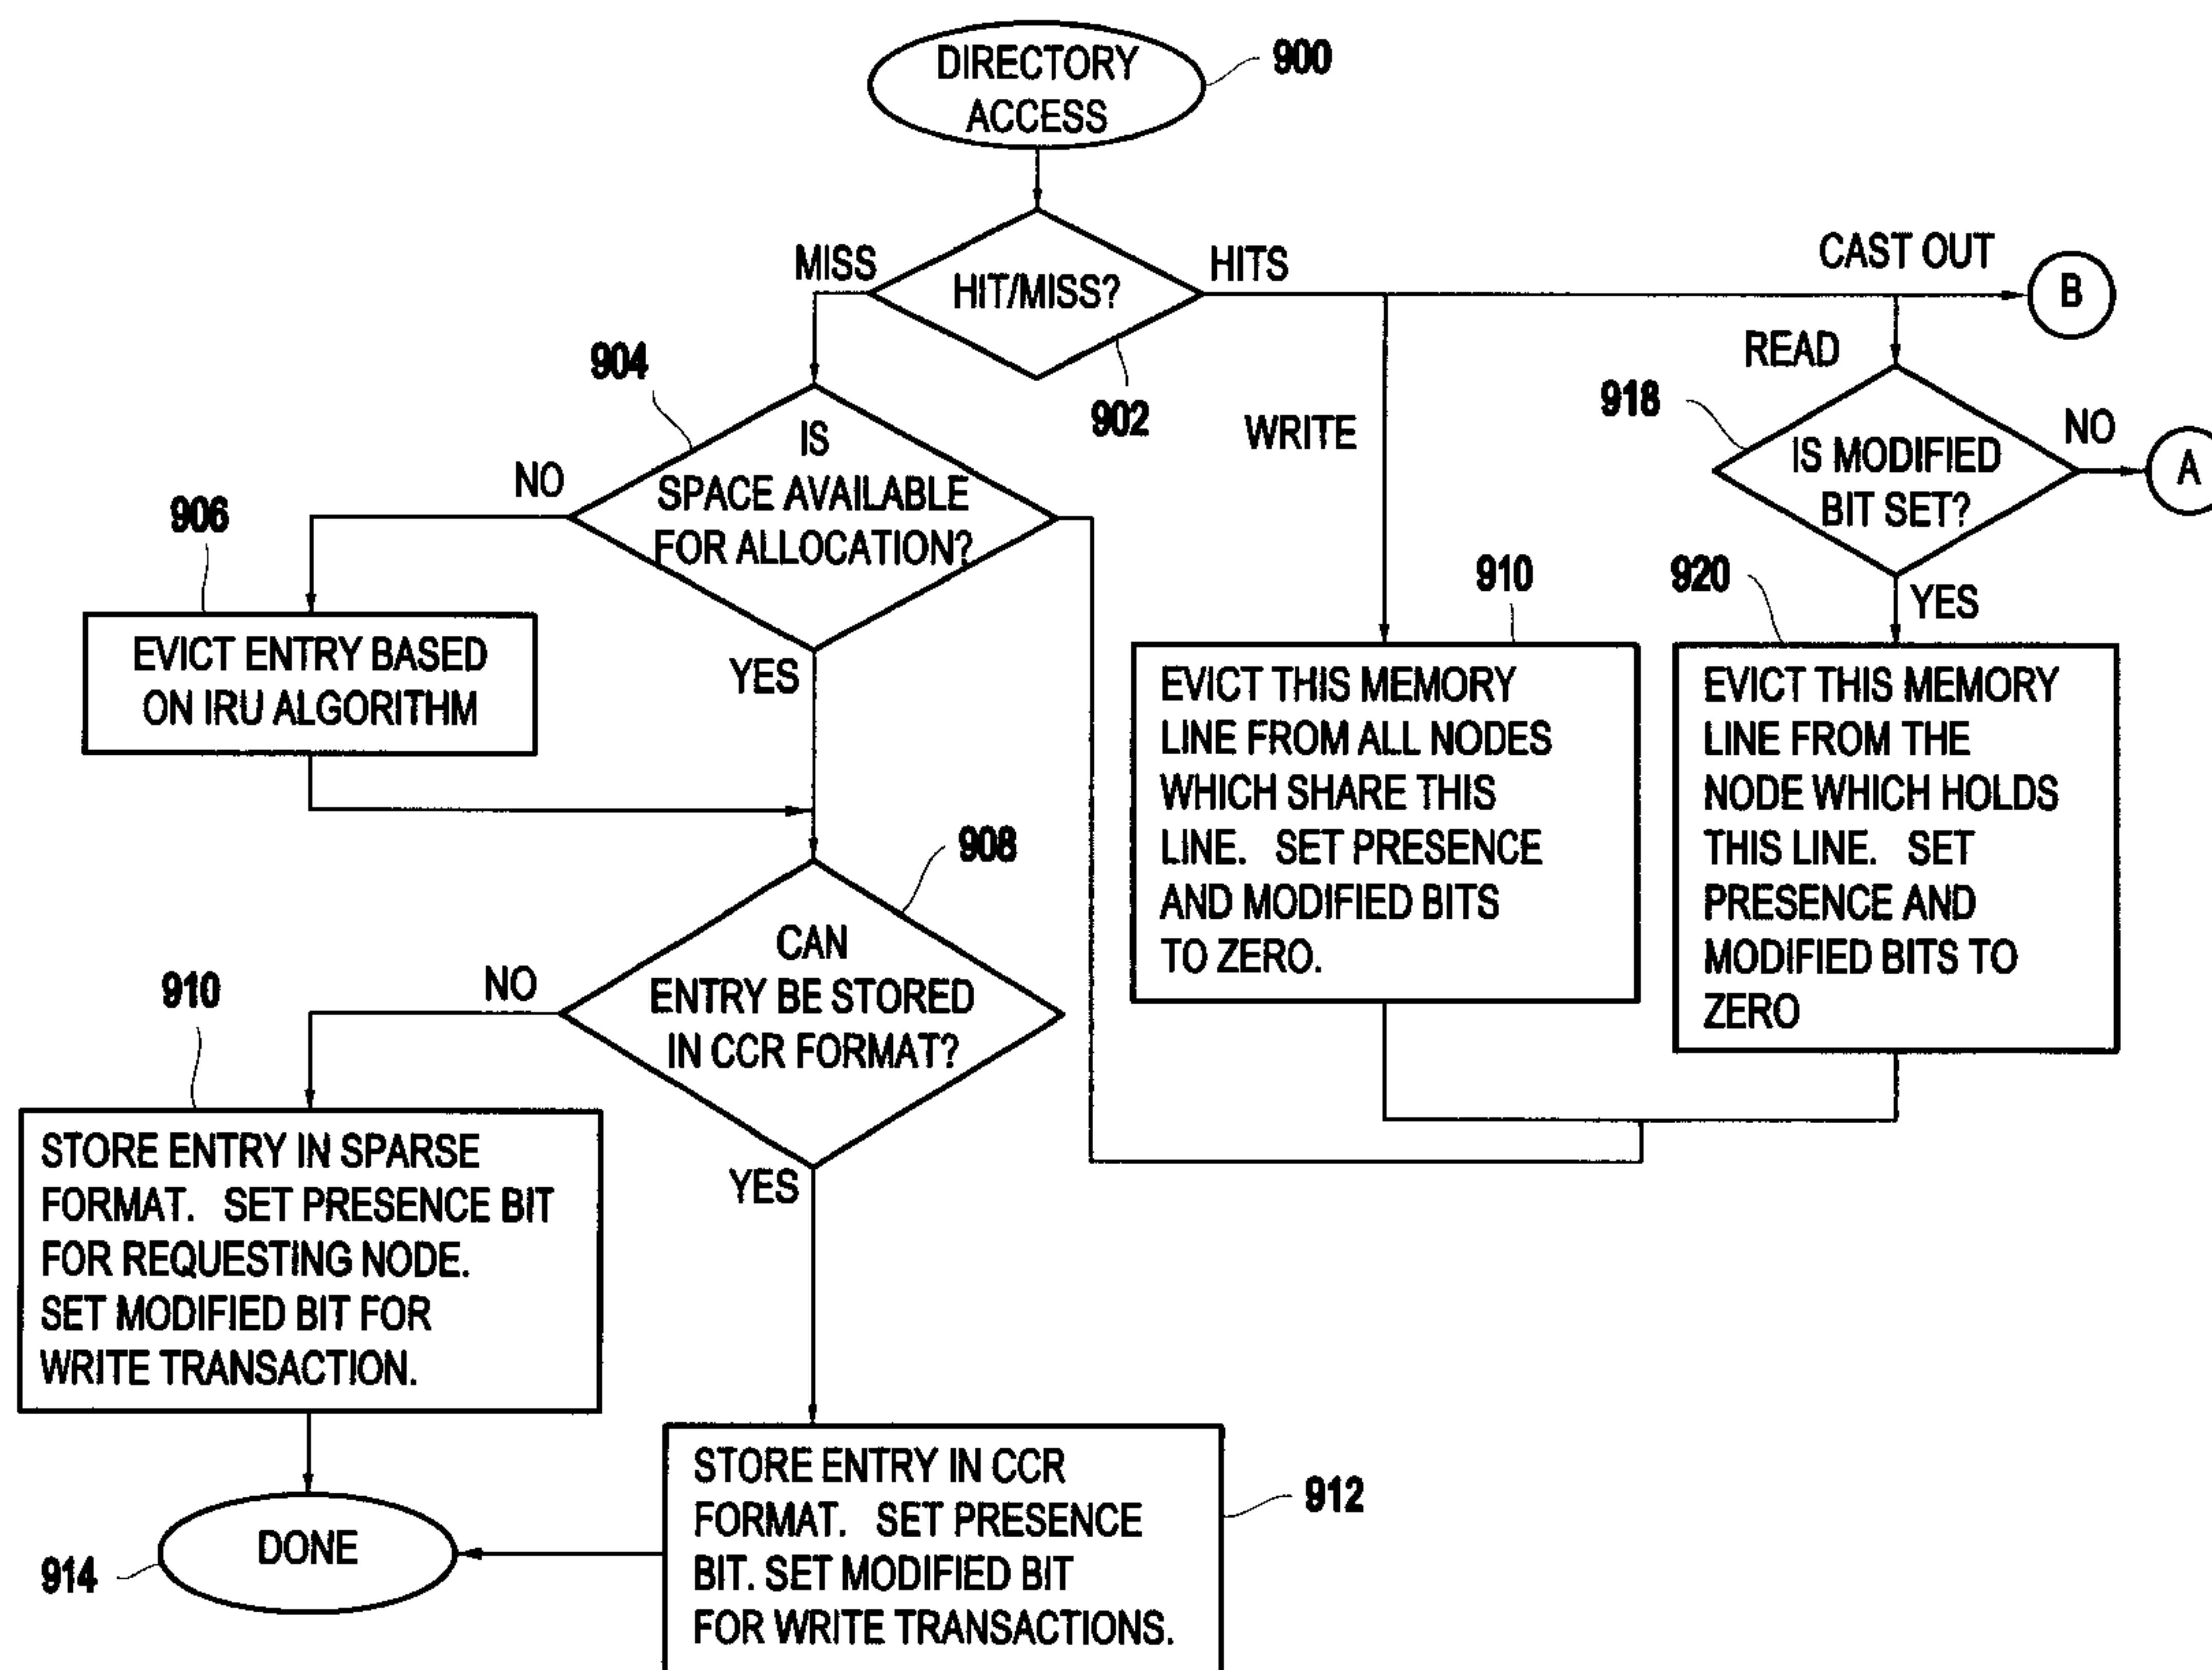 DIRECTORY
ACCESS
900
HIT/MISS?
MISS
HITS
902
CAST OUT
B
READ
WRITE
904
IS
SPACE AVAILABLE
FOR ALLOCATION?
NO
YES
918
IS MODIFIED
BIT SET?
NO
A
YES
906
EVICT ENTRY BASED
ON IRU ALGORITHM
910
EVICT THIS MEMORY
LINE FROM ALL NODES
WHICH SHARE THIS
LINE. SET PRESENCE
AND MODIFIED BITS
TO ZERO.
920
EVICT THIS MEMORY
LINE FROM THE
NODE WHICH HOLDS
THIS LINE. SET
PRESENCE AND
MODIFIED BITS TO
ZERO
908
CAN
ENTRY BE STORED
IN CCR FORMAT?
NO
YES
910
STORE ENTRY IN SPARSE
FORMAT. SET PRESENCE BIT
FOR REQUESTING NODE.
SET MODIFIED BIT FOR
WRITE TRANSACTION.
STORE ENTRY IN CCR
FORMAT. SET PRESENCE
BIT. SET MODIFIED BIT
FOR WRITE TRANSACTIONS.
912
DONE
914